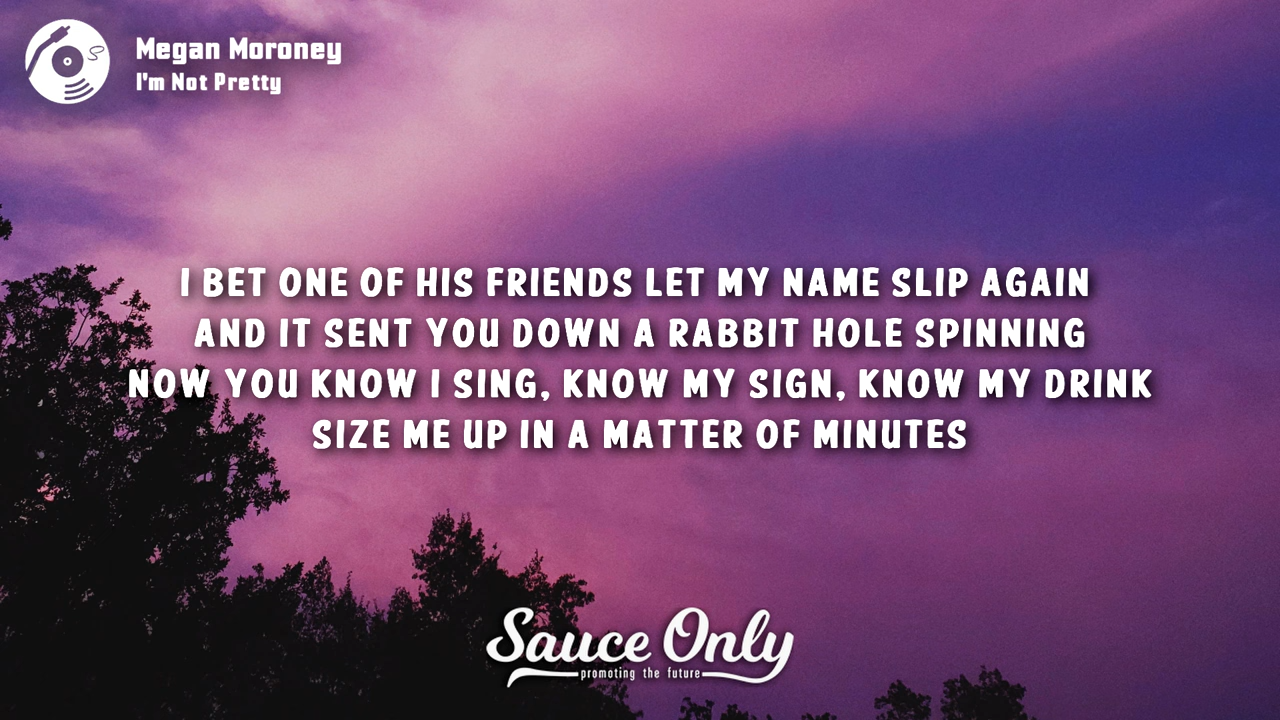 Megan Moroney
I'm Not Pretty
I BET ONE OF HIS FRIENDS LET MY NAME SLIP AGAIN
AND IT SENT YOU DOWN A RABBIT HOLE SPINNING
NOW YOU KNOW I SING, KNOW MY SIGN, KNOW MY DRINK
SIZE ME UP IN A MATTER OF MINUTES
Sauce Only
promoting the future